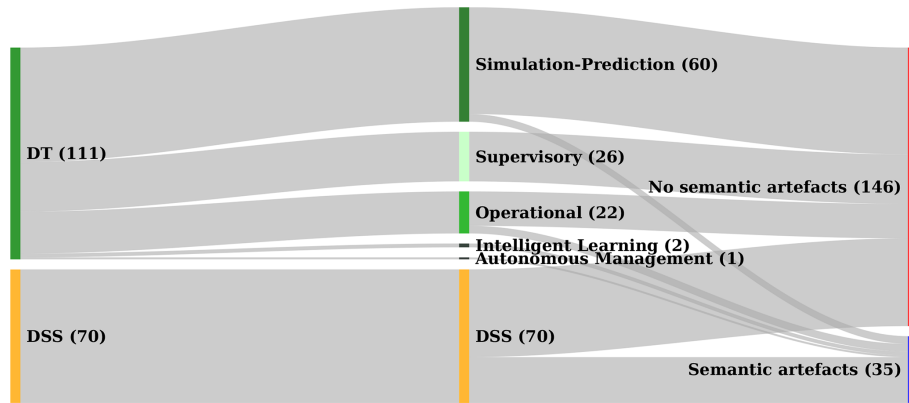 DT (111)
DSS (70)
Simulation-Prediction (60)
Supervisory (26)
Operational (22)
Intelligent Learning (2)
Autonomous Management (1)
DSS (70)
No semantic artefacts (146)
Semantic artefacts (35)